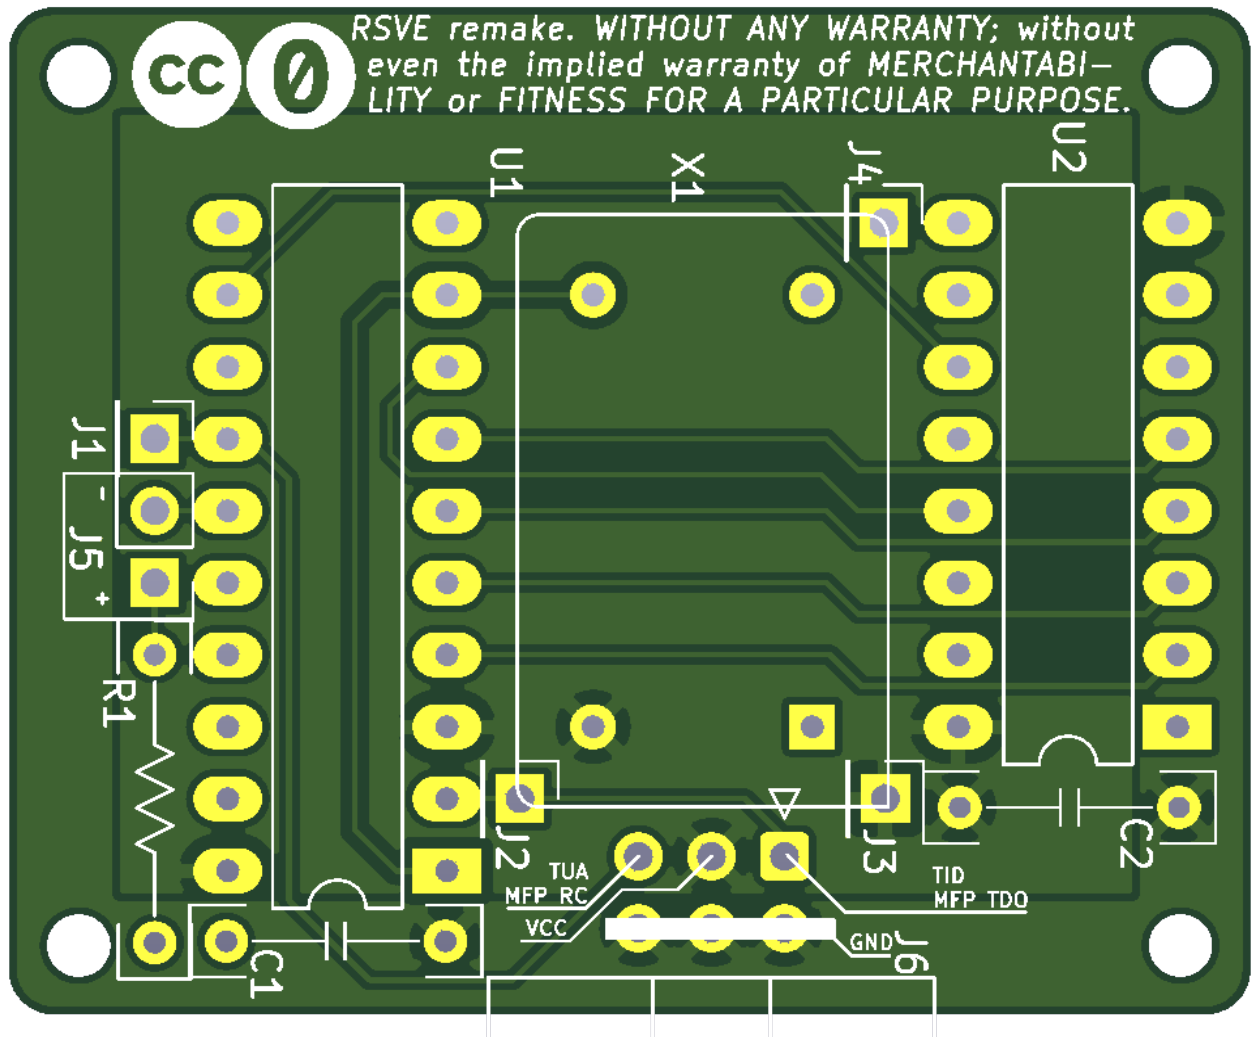 RSVE remake. WITHOUT ANY WARRANTY; without
even the implied warranty of MERCHANTABI-
LITY or FITNESS FOR A PARTICULAR PURPOSE.
cc 0
U1
X1
J4
U2
J1
-
J5
+
R1
J2
J3
C2
TUA
MFP RC
VCC
TID
MFP TDO
GND
J6
C1